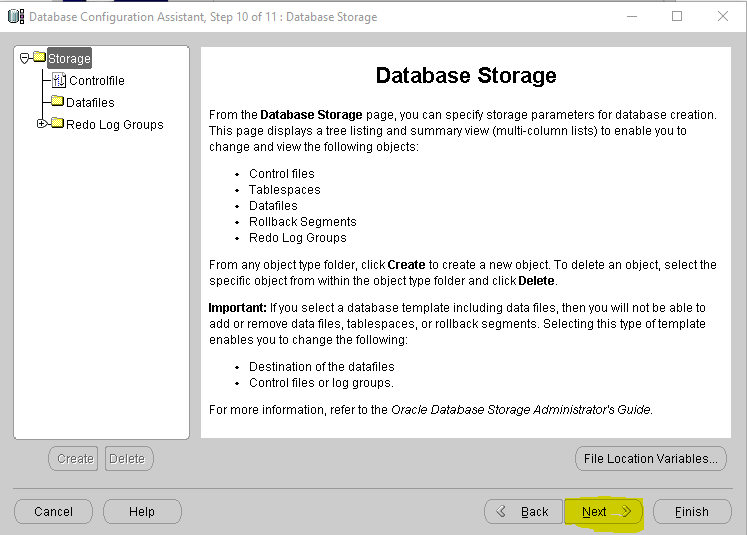 Database Configuration Assistant, Step 10 of 11 : Database Storage
Storage
Controlfile
Datafiles
Redo Log Groups
Database Storage
From the Database Storage page, you can specify storage parameters for database creation.
This page displays a tree listing and summary view (multi-column lists) to enable you to
change and view the following objects:
• Control files
• Tablespaces
• Datafiles
• Rollback Segments
• Redo Log Groups
From any object type folder, click Create to create a new object. To delete an object, select the
specific object from within the object type folder and click Delete.
Important: If you select a database template including data files, then you will not be able to
add or remove data files, tablespaces, or rollback segments. Selecting this type of template
enables you to change the following:
• Destination of the datafiles
• Control files or log groups.
For more information, refer to the Oracle Database Storage Administrator's Guide.
Create Delete
File Location Variables...
Cancel Help Back Next Finish